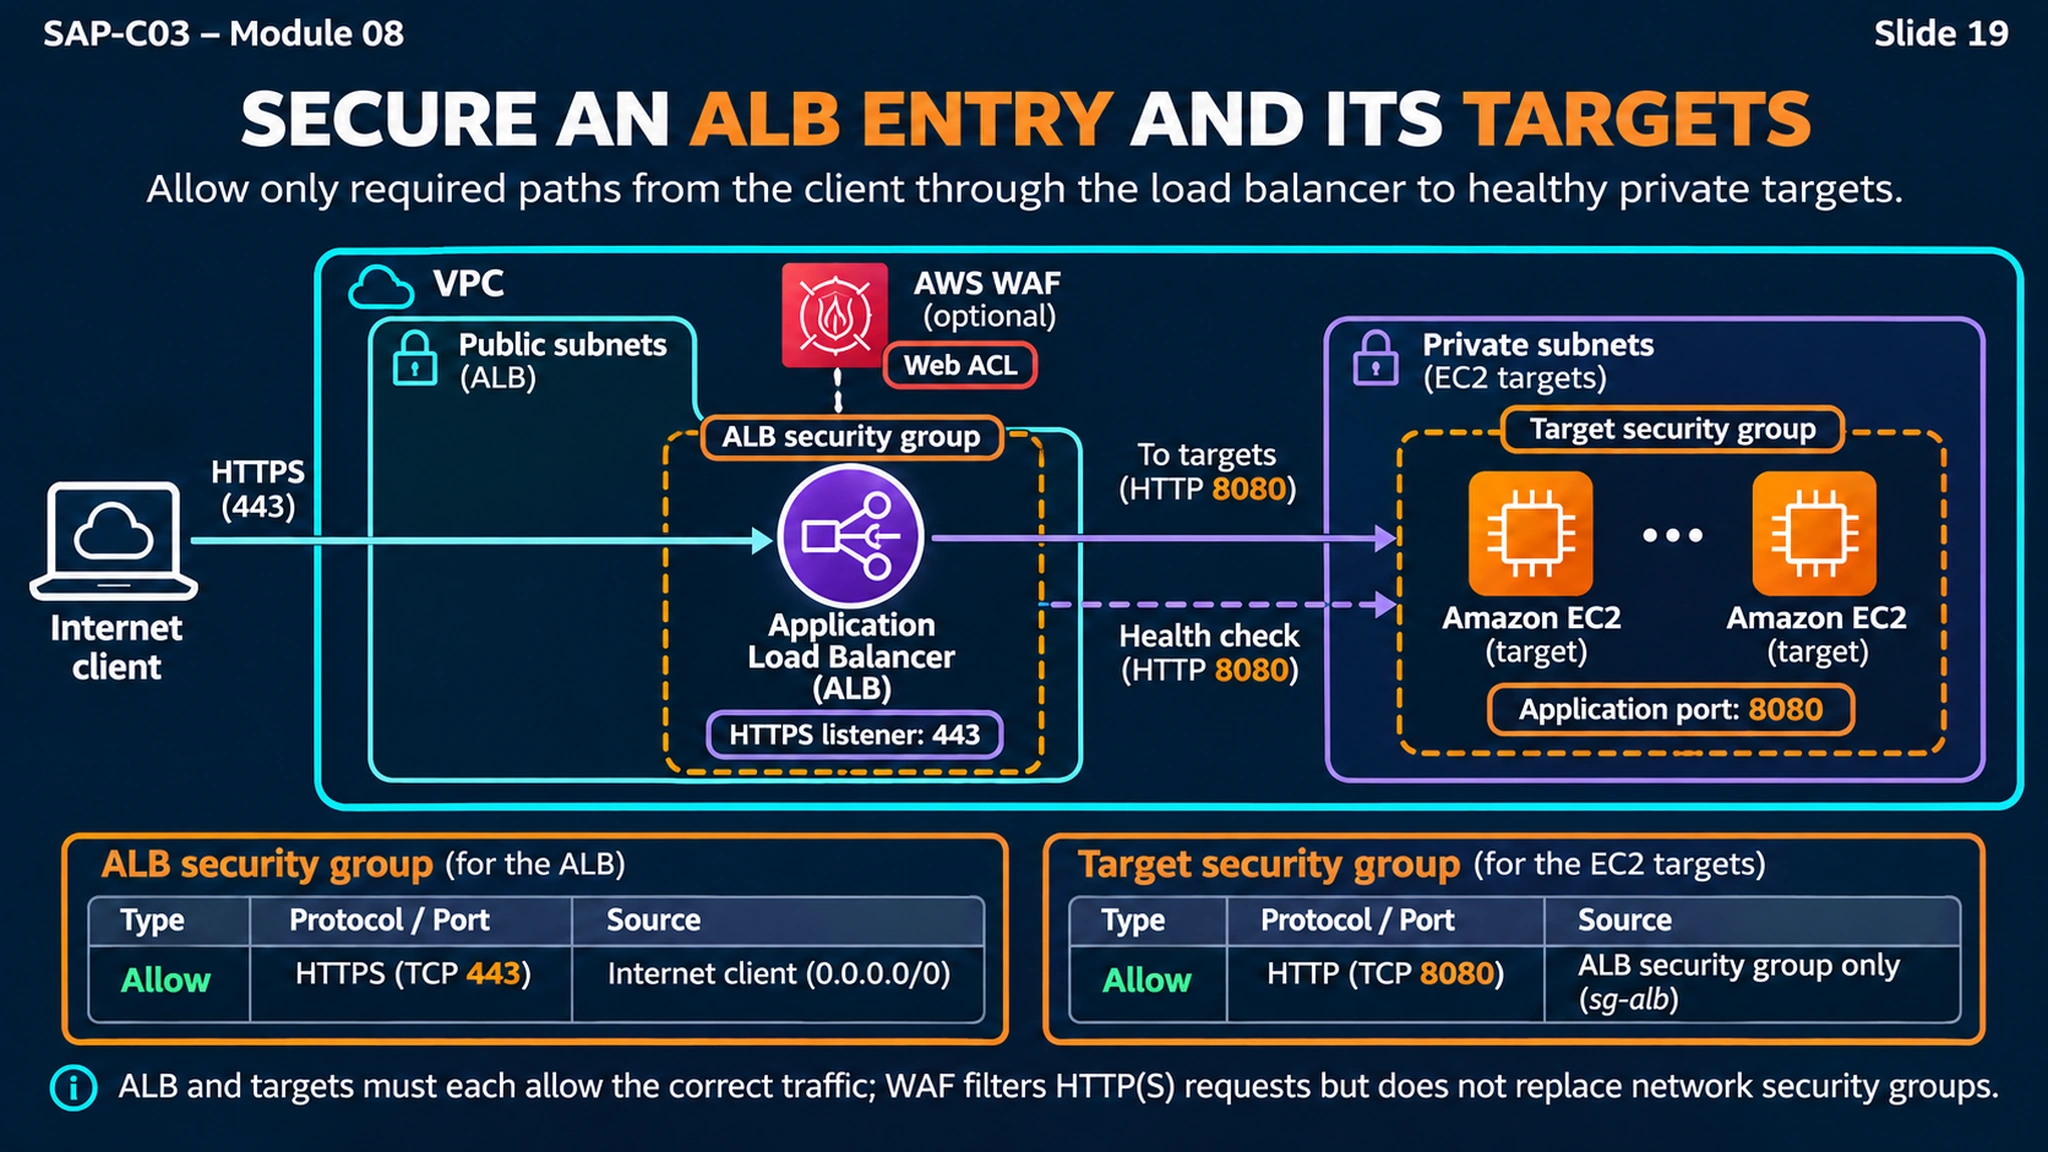 SAP-C03 – Module 08
Slide 19
SECURE AN ALB ENTRY AND ITS TARGETS
Allow only required paths from the client through the load balancer to healthy private targets.
VPC
AWS WAF
(optional)
Web ACL
Public subnets
(ALB)
Private subnets
(EC2 targets)
ALB security group
Target security group
HTTPS
(443)
To targets
(HTTP 8080)
Internet
client
Application
Load Balancer
(ALB)
HTTPS listener: 443
Health check
(HTTP 8080)
Amazon EC2
(target)
Amazon EC2
(target)
Application port: 8080
ALB security group (for the ALB)
Type Protocol / Port Source
Allow HTTPS (TCP 443) Internet client (0.0.0.0/0)
Target security group (for the EC2 targets)
Type Protocol / Port Source
Allow HTTP (TCP 8080) ALB security group only
(sg-alb)
ALB and targets must each allow the correct traffic; WAF filters HTTP(S) requests but does not replace network security groups.